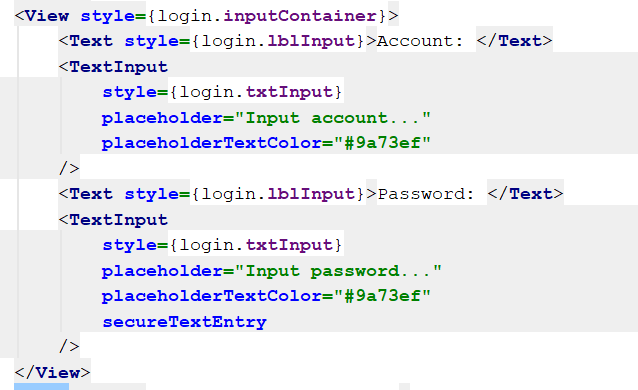 <View style={login.inputContainer}>
    <Text style={login.lblInput}>Account: </Text>
    <TextInput
        style={login.txtInput}
        placeholder="Input account..."
        placeholderTextColor="#9a73ef"
    />
    <Text style={login.lblInput}>Password: </Text>
    <TextInput
        style={login.txtInput}
        placeholder="Input password..."
        placeholderTextColor="#9a73ef"
        secureTextEntry
    />
</View>